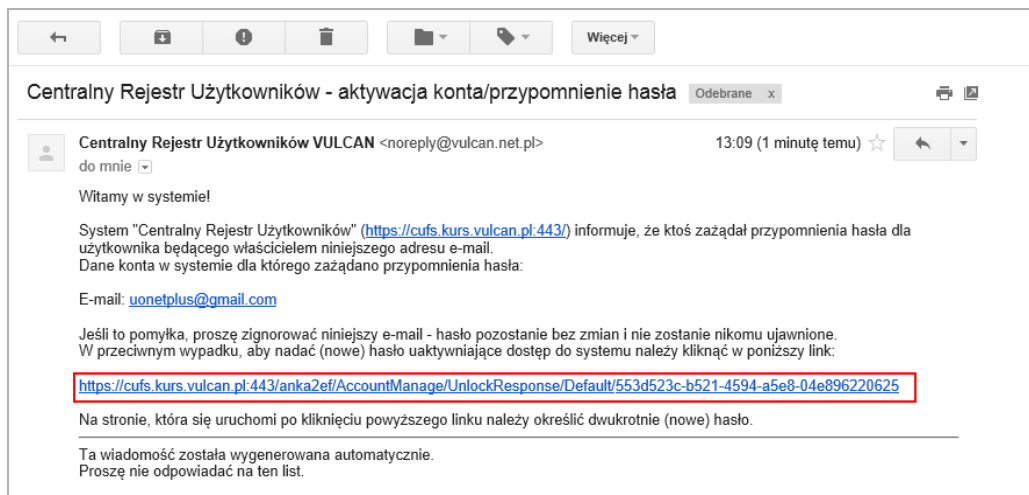 Więcej
Centralny Rejestr Użytkowników - aktywacja konta/przypomnienie hasła Odebrane x
Centralny Rejestr Użytkowników VULCAN <noreply@vulcan.net.pl> 13:09 (1 minutę temu)
do mnie
Witamy w systemie!
System "Centralny Rejestr Użytkowników" (https://cufs.kurs.vulcan.pl:443/) informuje, że ktoś zażądał przypomnienia hasła dla
użytkownika będącego właścicielem niniejszego adresu e-mail.
Dane konta w systemie dla którego zażądano przypomnienia hasła:
E-mail: uonetplus@gmail.com
Jeśli to pomyłka, proszę zignorować niniejszy e-mail - hasło pozostanie bez zmian i nie zostanie nikomu ujawnione.
W przeciwnym wypadku, aby nadać (nowe) hasło uaktywniające dostęp do systemu należy kliknąć w poniższy link:
https://cufs.kurs.vulcan.pl:443/anka2ef/AccountManage/UnlockResponse/Default/553d523c-b521-4594-a5e8-04e896220625
Na stronie, która się uruchomi po kliknięciu powyższego linku należy określić dwukrotnie (nowe) hasło.
Ta wiadomość została wygenerowana automatycznie.
Proszę nie odpowiadać na ten list.